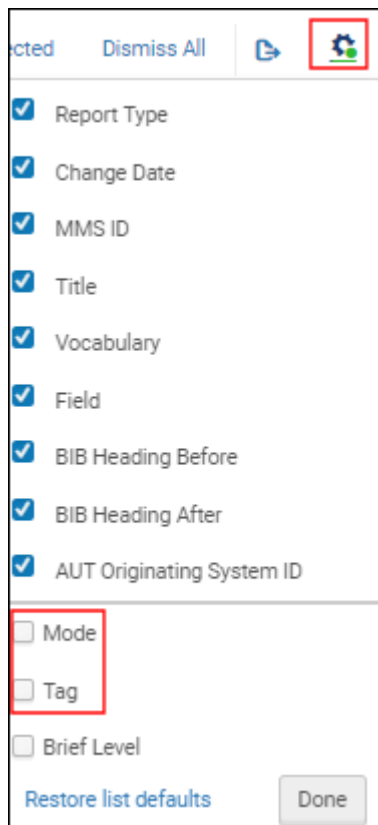 ected Dismiss All
Report Type
Change Date
MMS ID
Title
Vocabulary
Field
BIB Heading Before
BIB Heading After
AUT Originating System ID
Mode
Tag
Brief Level
Restore list defaults Done